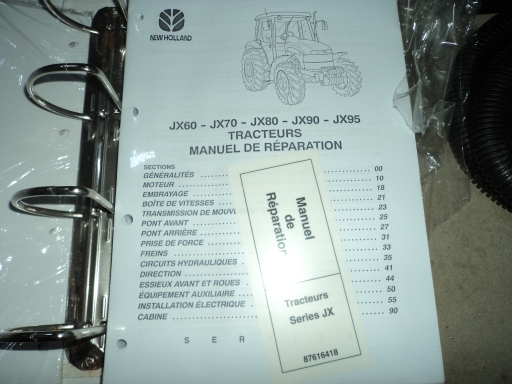 NEW HOLLAND
JX60 - JX70 - JX80 - JX90 - JX95
TRACTEURS
MANUEL DE RÉPARATION
SECTIONS
GÉNÉRALITÉS 00
MOTEUR 10
EMBRAYAGE 18
BOÎTE DE VITESSES 21
TRANSMISSION DE MOUVEMENT 23
PONT AVANT 25
PONT ARRIÈRE 27
PRISE DE FORCE 31
FREINS 33
CIRCUITS HYDRAULIQUES 35
DIRECTION 41
ESSIEUX AVANT ET ROUES 44
ÉQUIPEMENT AUXILIAIRE 50
INSTALLATION ÉLECTRIQUE 55
CABINE 90
S E R
Manuel
de
Réparation
Tracteurs
Series JX
87616418